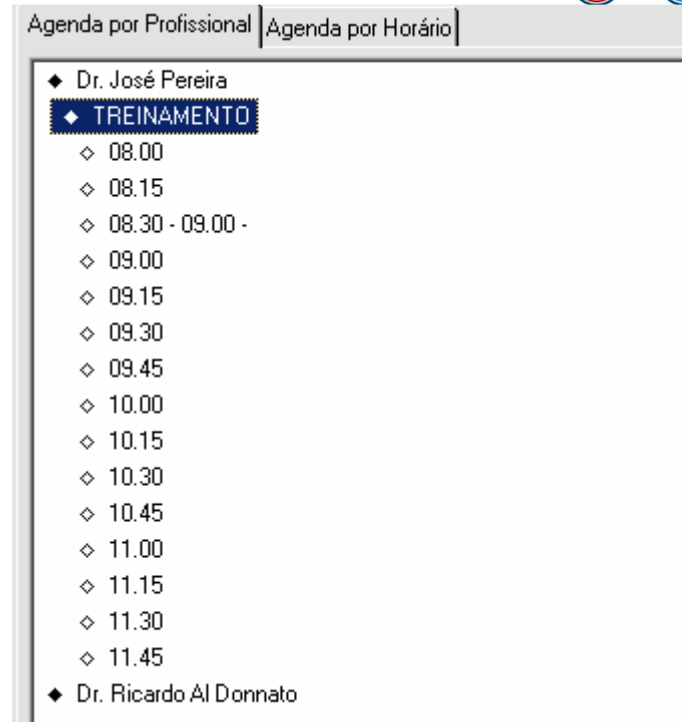 Agenda por Profissional Agenda por Horário
Dr. José Pereira
TREINAMENTO
08.00
08.15
08.30 - 09.00 -
09.00
09.15
09.30
09.45
10.00
10.15
10.30
10.45
11.00
11.15
11.30
11.45
Dr. Ricardo Al Donnato